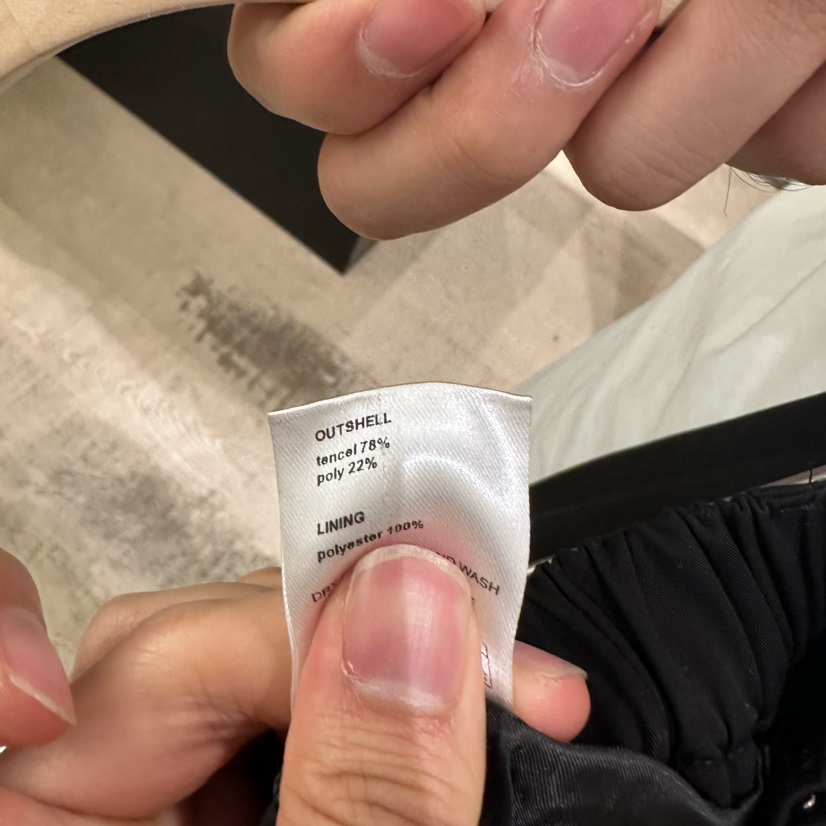 OUTSHELL
tencel 78%
poly 22%
LINING
polyester 100%
WASH